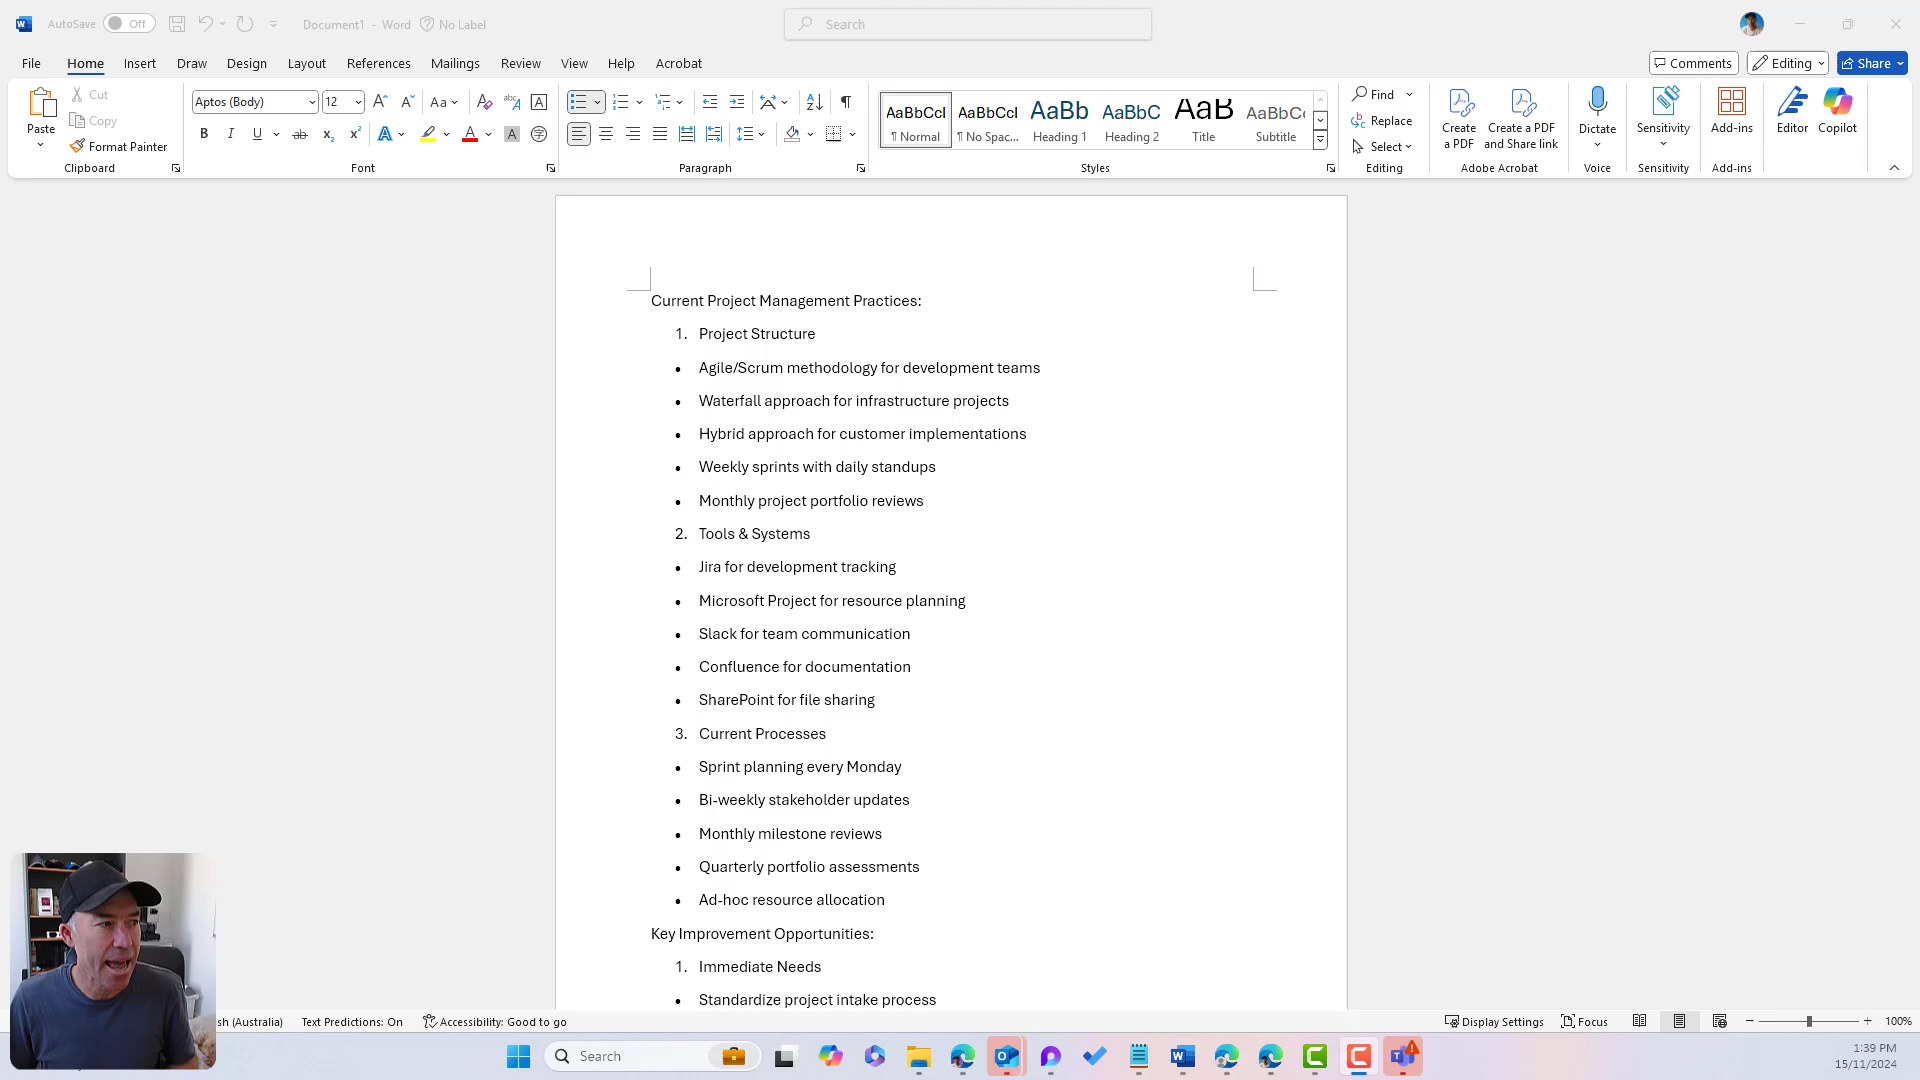 AutoSave Off Document1 - Word No Label Search
File Home Insert Draw Design Layout References Mailings Review View Help Acrobat Comments Editing Share
Paste
Cut
Copy
Format Painter
Clipboard
Aptos (Body) 12
Font
Paragraph
AaBbCcI AaBbCcI AaBb AaBbC AaB AaBbCc
¶ Normal ¶ No Spac... Heading 1 Heading 2 Title Subtitle
Styles
Find
Replace
Select
Editing
Create a PDF
Create a PDF and Share link
Adobe Acrobat
Dictate
Voice
Sensitivity
Sensitivity
Add-ins
Add-ins
Editor
Copilot
Current Project Management Practices:
1. Project Structure
• Agile/Scrum methodology for development teams
• Waterfall approach for infrastructure projects
• Hybrid approach for customer implementations
• Weekly sprints with daily standups
• Monthly project portfolio reviews
2. Tools & Systems
• Jira for development tracking
• Microsoft Project for resource planning
• Slack for team communication
• Confluence for documentation
• SharePoint for file sharing
3. Current Processes
• Sprint planning every Monday
• Bi-weekly stakeholder updates
• Monthly milestone reviews
• Quarterly portfolio assessments
• Ad-hoc resource allocation
Key Improvement Opportunities:
1. Immediate Needs
• Standardize project intake process
sh (Australia) Text Predictions: On Accessibility: Good to go Display Settings Focus 100%
Search
1:39 PM
15/11/2024